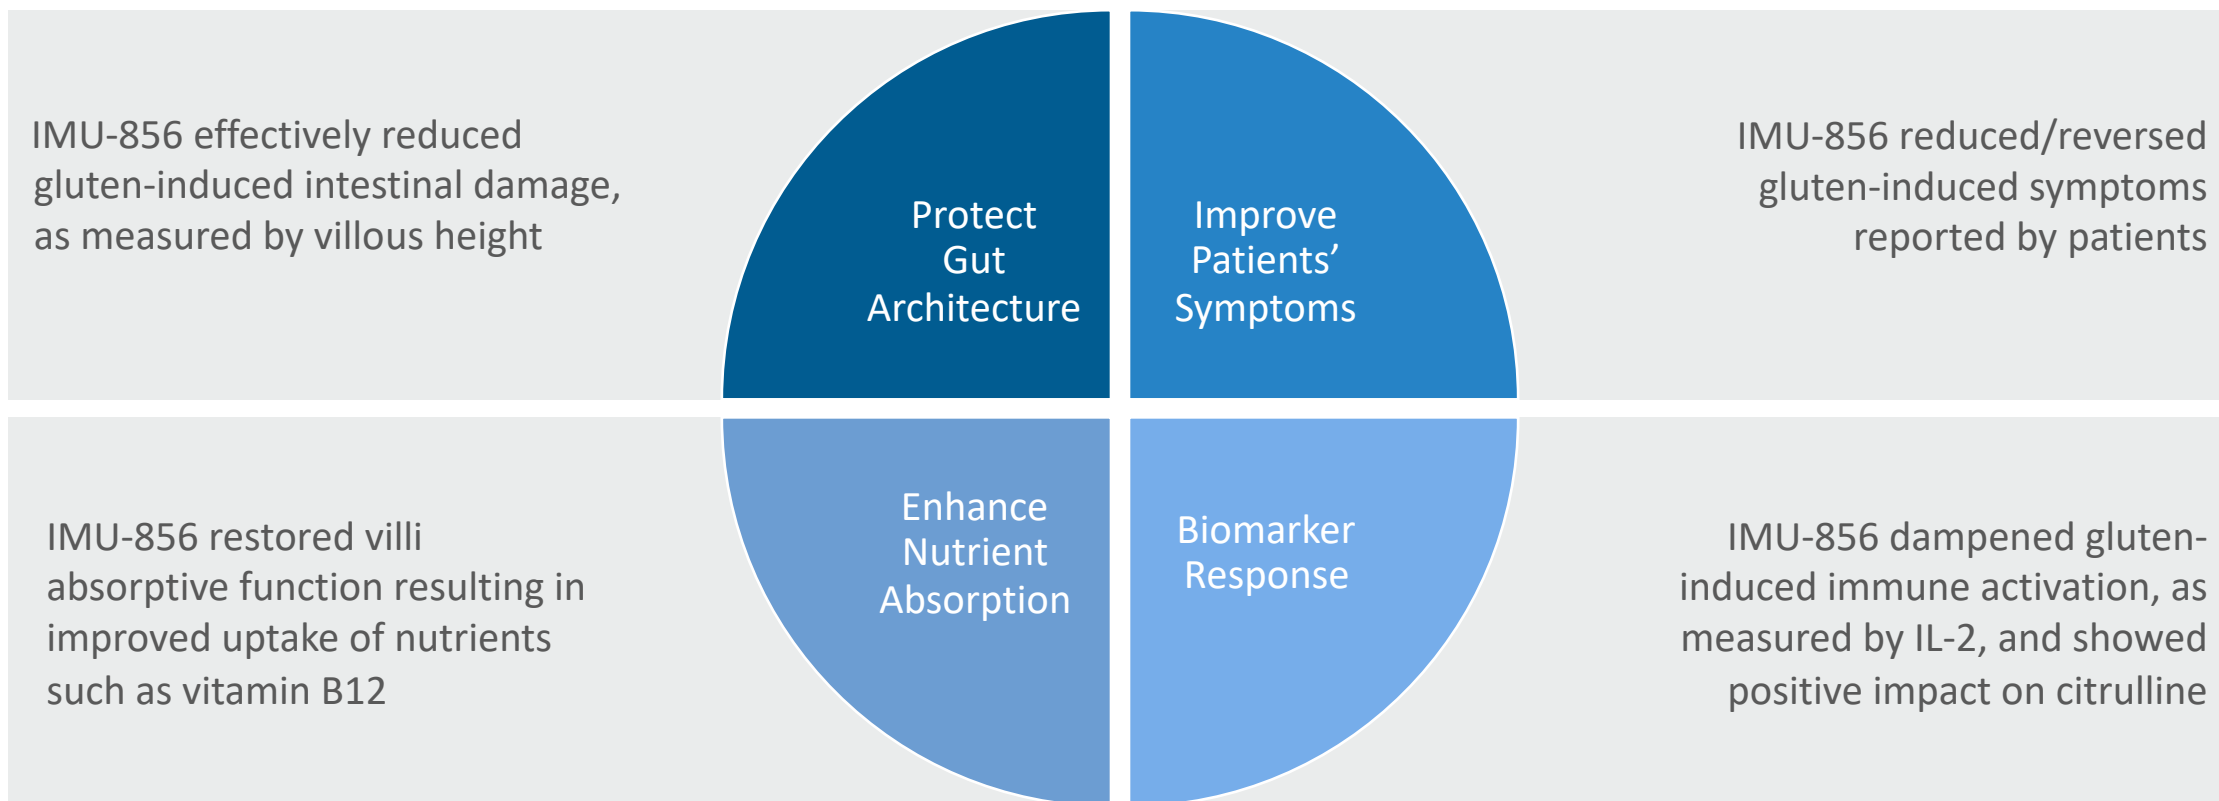 IMU-856 effectively reduced
gluten-induced intestinal damage,
as measured by villous height
Protect
Gut
Architecture
Improve
Patients’
Symptoms
IMU-856 reduced/reversed
gluten-induced symptoms
reported by patients
IMU-856 restored villi
absorptive function resulting in
improved uptake of nutrients
such as vitamin B12
Enhance
Nutrient
Absorption
Biomarker
Response
IMU-856 dampened gluten-
induced immune activation, as
measured by IL-2, and showed
positive impact on citrulline